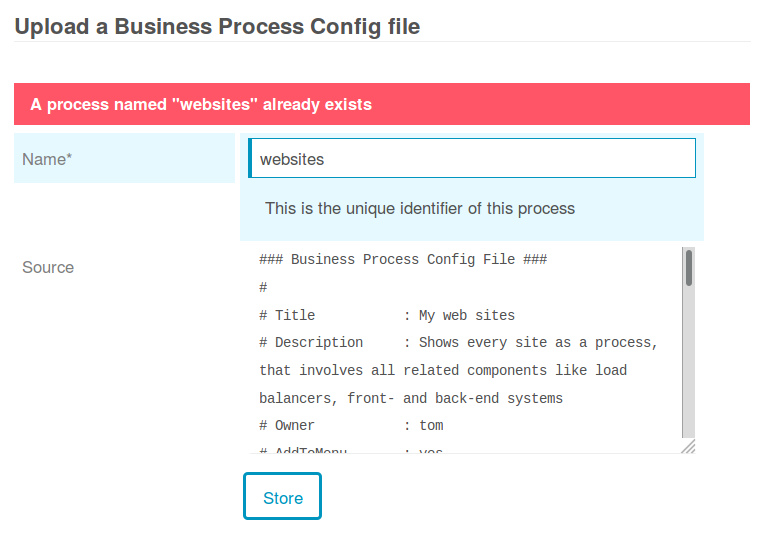 Upload a Business Process Config file
A process named "websites" already exists
Name*
websites
This is the unique identifier of this process
Source
### Business Process Config File ###
#
# Title           : My web sites
# Description     : Shows every site as a process,
that involves all related components like load
balancers, front- and back-end systems
# Owner           : tom
# AddToMenu       : yes
Store